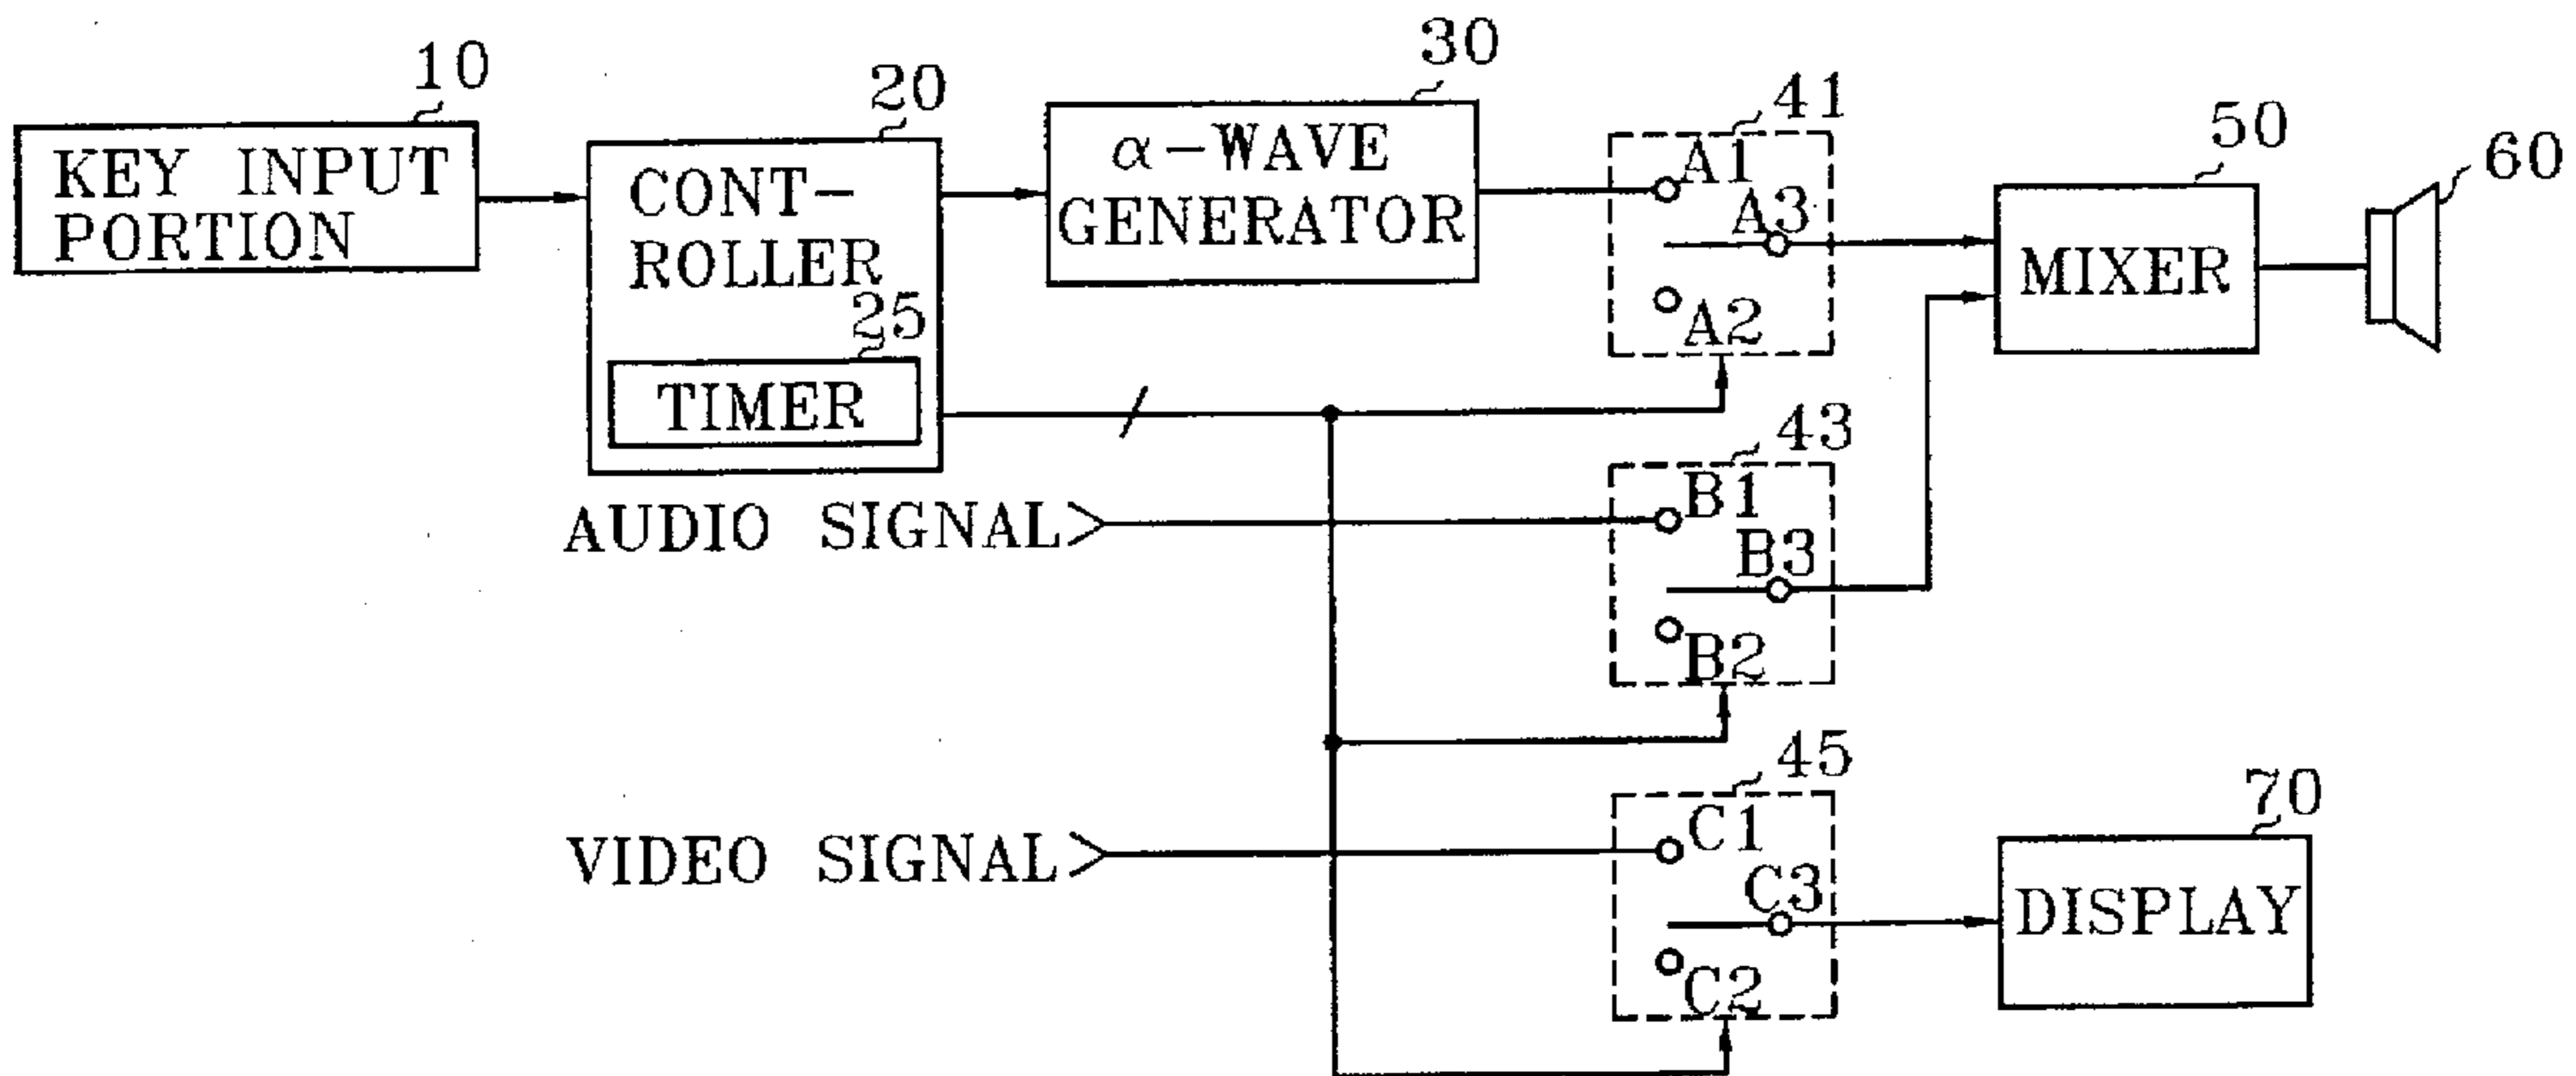 10
KEY INPUT
PORTION
20
CONT-
ROLLER
25
TIMER
30
α-WAVE
GENERATOR
41
A1
A3
A2
50
MIXER
60
AUDIO SIGNAL
43
B1
B3
B2
VIDEO SIGNAL
45
C1
C3
C2
70
DISPLAY